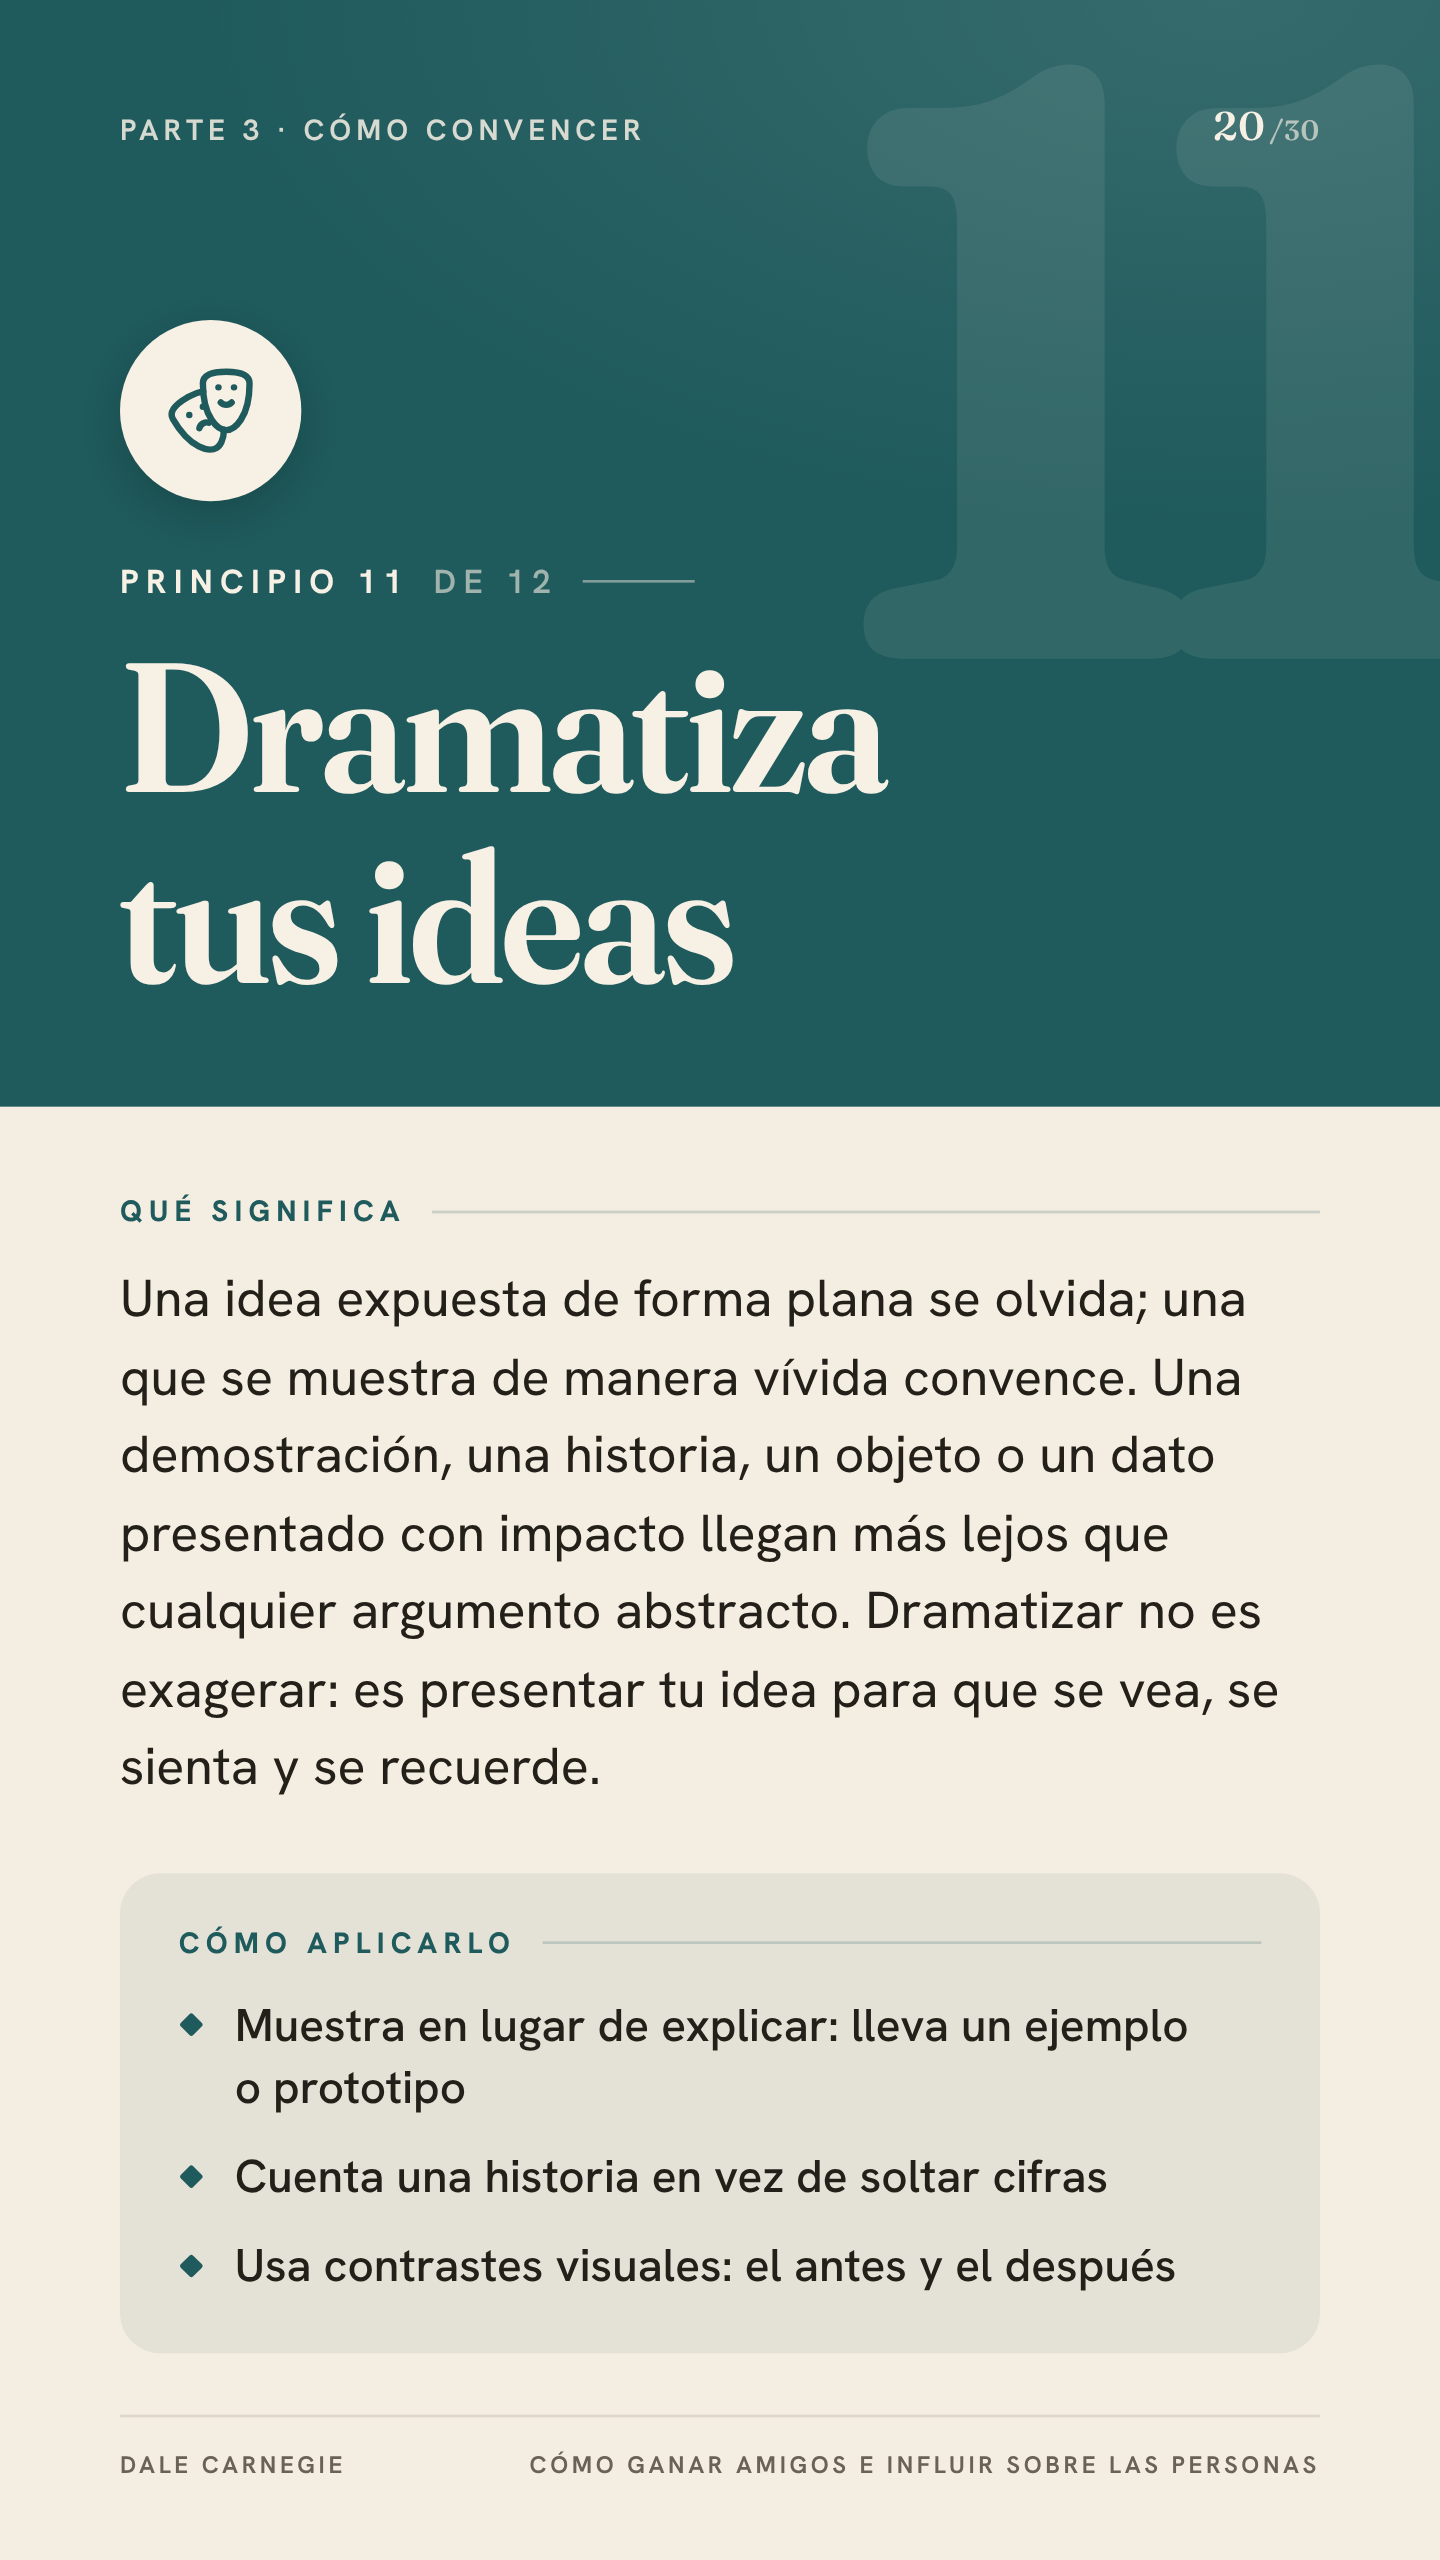 PARTE 3 · CÓMO CONVENCER
20/30
11
PRINCIPIO 11 DE 12
Dramatiza
tus ideas
QUÉ SIGNIFICA
Una idea expuesta de forma plana se olvida; una
que se muestra de manera vívida convence. Una
demostración, una historia, un objeto o un dato
presentado con impacto llegan más lejos que
cualquier argumento abstracto. Dramatizar no es
exagerar: es presentar tu idea para que se vea, se
sienta y se recuerde.
CÓMO APLICARLO
Muestra en lugar de explicar: lleva un ejemplo
o prototipo
Cuenta una historia en vez de soltar cifras
Usa contrastes visuales: el antes y el después
DALE CARNEGIE
CÓMO GANAR AMIGOS E INFLUIR SOBRE LAS PERSONAS